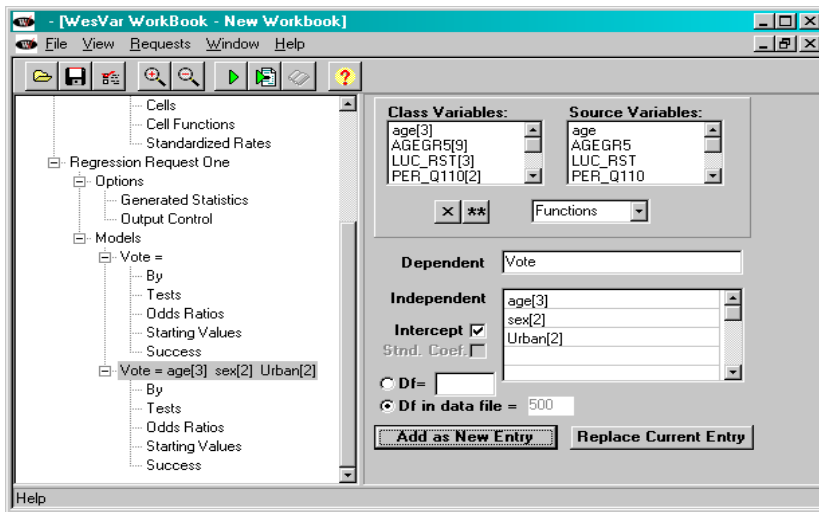 - [WesVar WorkBook - New Workbook]
File View Requests Window Help
Cells
Cell Functions
Standardized Rates
Regression Request One
Options
Generated Statistics
Output Control
Models
Vote =
By
Tests
Odds Ratios
Starting Values
Success
Vote = age[3] sex[2] Urban[2]
By
Tests
Odds Ratios
Starting Values
Success
Class Variables:
age[3]
AGEGR5[9]
LUC_RST[3]
PER_Q110[2]
Source Variables:
age
AGEGR5
LUC_RST
PER_Q110
× **
Functions
Dependent Vote
Independent
age[3]
sex[2]
Urban[2]
Intercept
Stnd. Coef.
Df=
Df in data file = 500
Add as New Entry Replace Current Entry
Help